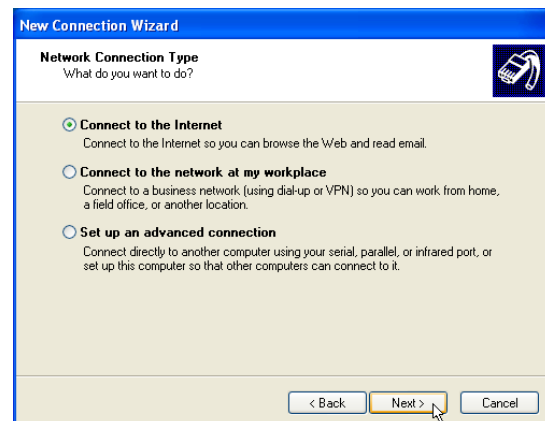 New Connection Wizard
Network Connection Type
What do you want to do?
Connect to the Internet
Connect to the Internet so you can browse the Web and read email.
Connect to the network at my workplace
Connect to a business network (using dial-up or VPN) so you can work from home,
a field office, or another location.
Set up an advanced connection
Connect directly to another computer using your serial, parallel, or infrared port, or
set up this computer so that other computers can connect to it.
< Back Next > Cancel